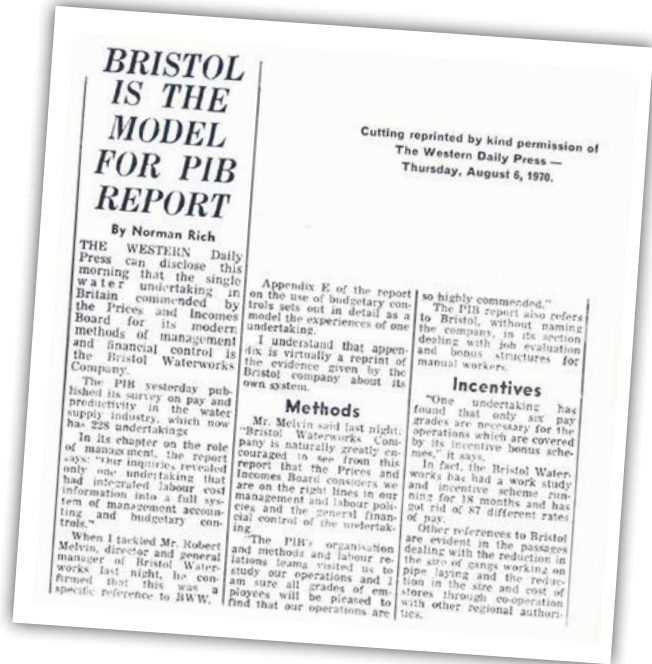 BRISTOL
IS THE
MODEL
FOR PIB
REPORT
By Norman Rich
THE WESTERN Daily
Press can disclose this
morning that the single
water undertaking in
Britain commended by
the Prices and Incomes
Board for its modern
methods of management
and financial control is
the Bristol Waterworks
Company.
The PIB yesterday pub-
lished its survey on pay and
productivity in the water
supply industry, which now
has 228 undertakings
In its chapter on the role
of management, the report
says: "Our inquiries revealed
only one undertaking that
had integrated labour cost
information into a full sys-
tem of management accoun-
ting and budgetary con-
trols."
When I tackled Mr. Robert
Melvin, director and general
manager of Bristol Water-
works last night, he con-
firmed that this was a
specific reference to BWW.
Appendix E of the report
on the use of budgetary con-
trols sets out in detail as a
model the experiences of one
undertaking.
I understand that appen-
dix is virtually a reprint of
the evidence given by the
Bristol company about its
own system.
Methods
Mr. Melvin said last night:
"Bristol Waterworks Com-
pany is naturally greatly en-
couraged to see from this
report that the Prices and
Incomes Board considers we
are on the right lines in our
management and labour poli-
cies and the general finan-
cial control of the undertak-
ing
"The PIB's organisation
and methods and labour re-
lations teams visited us to
study our operations and I
am sure all grades of em-
ployees will be pleased to
find that our operations are
so highly commended."
The PIB report also refers
to Bristol, without naming
the company, in its section
dealing with job evaluation
and bonus structures for
manual workers.
Incentives
"One undertaking has
found that only six pay
grades are necessary for the
operations which are covered
by its incentive bonus sche-
mes," it says.
In fact, the Bristol Water-
works has had a work study
and incentive scheme run-
ning for 18 months and has
got rid of 87 different rates
of pay.
Other references to Bristol
are evident in the passages
dealing with the reduction in
the size of gangs working on
pipe laying and the reduc-
tion in the size and cost of
stores through co-operation
with other regional authori-
ties.
Cutting reprinted by kind permission of
The Western Daily Press —
Thursday, August 6, 1970.